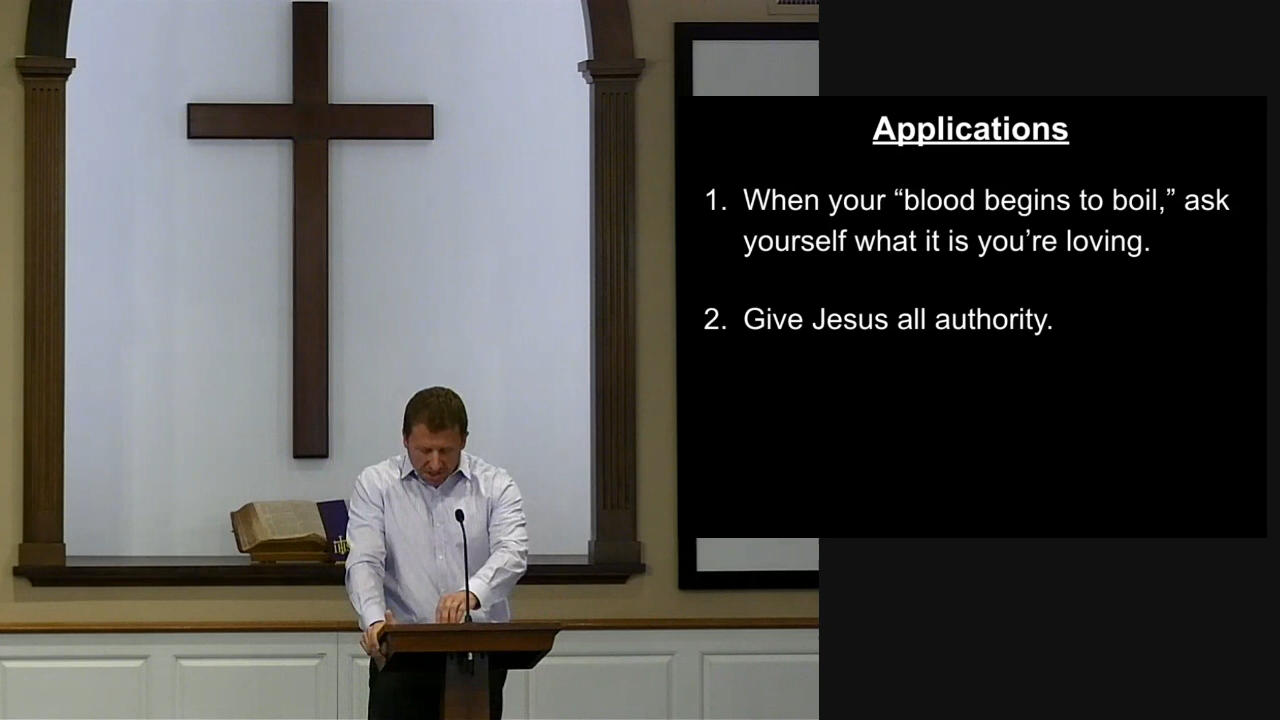 Applications
1. When your “blood begins to boil,” ask
yourself what it is you’re loving.
2. Give Jesus all authority.